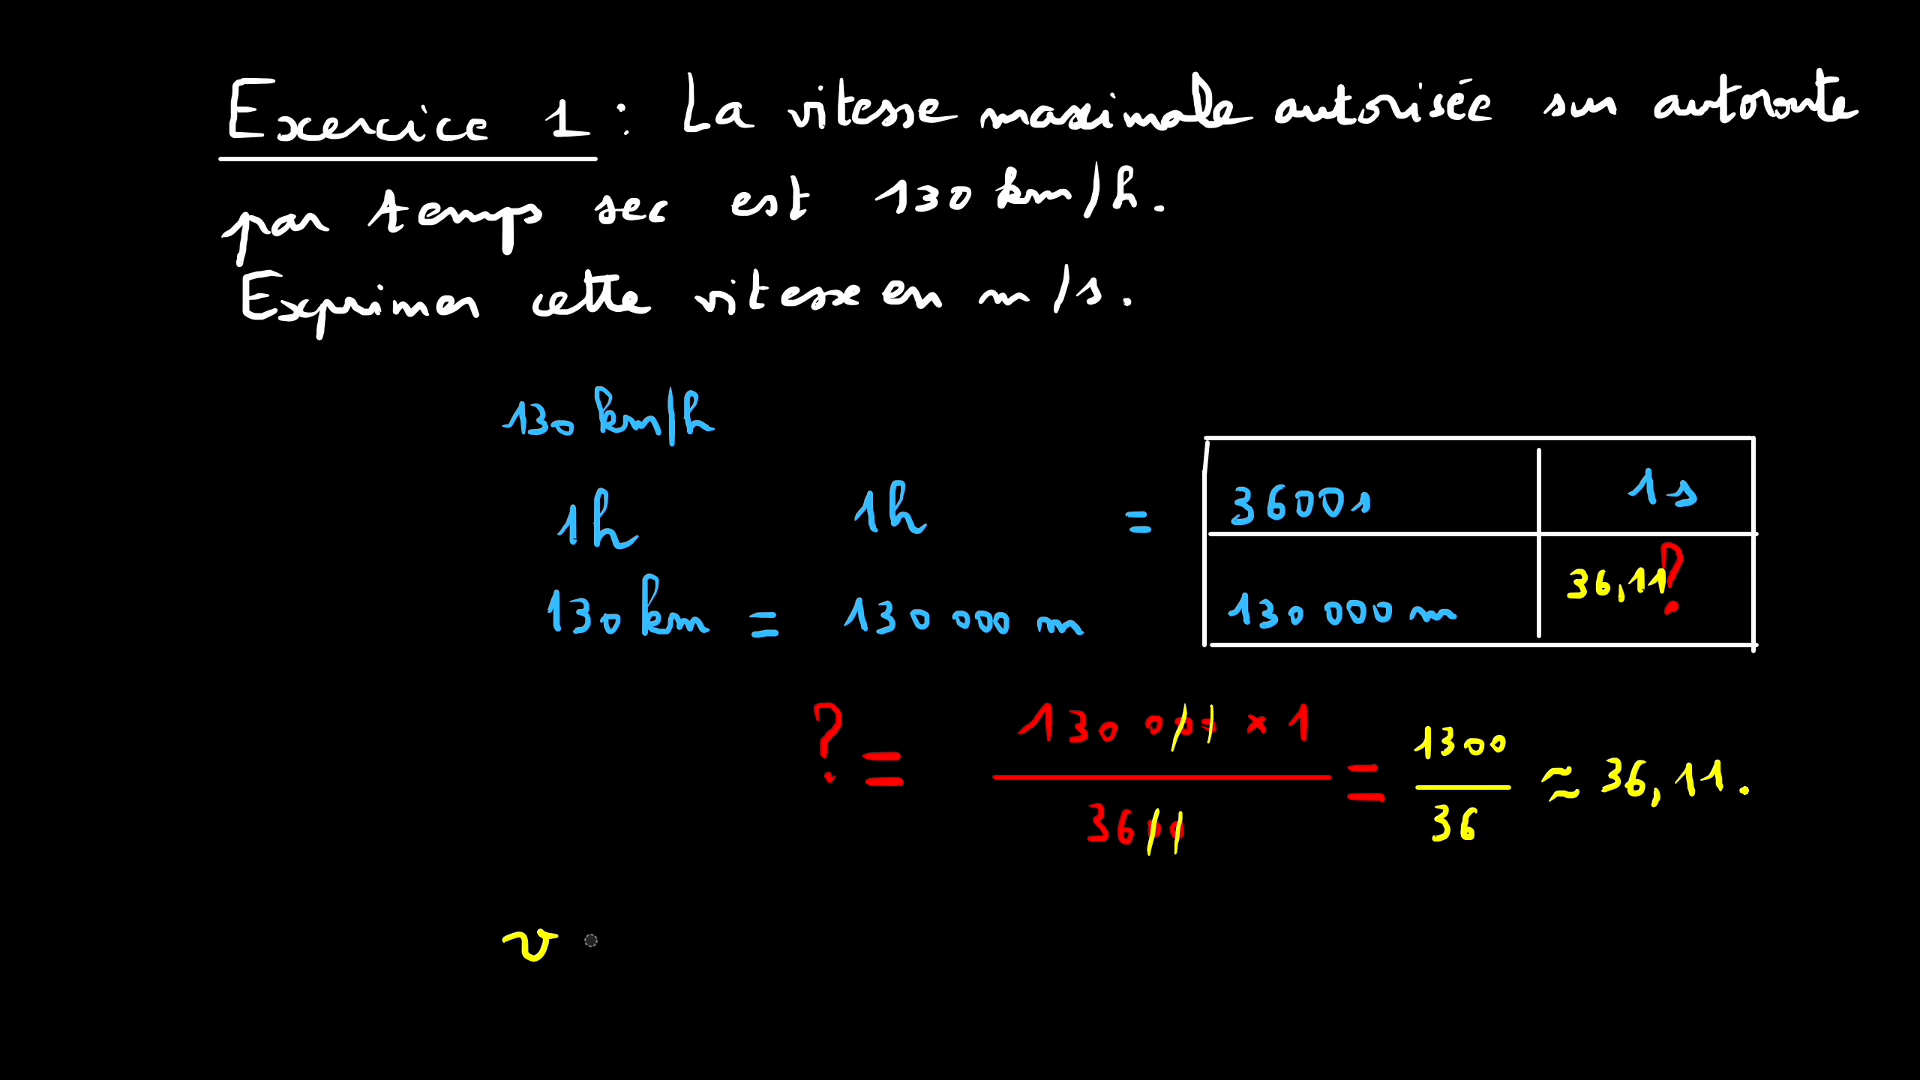 Exercice 1 : La vitesse maximale autorisée sur autoroute
par temps sec est 130 km/h.
Exprimer cette vitesse en m/s.
130 km/h
1h 1h = 3600s 1s
130 km = 130 000 m 130 000 m 36,11 ?
? = 130 000 × 1 / 3600 = 1300 / 36 ≈ 36,11.
v